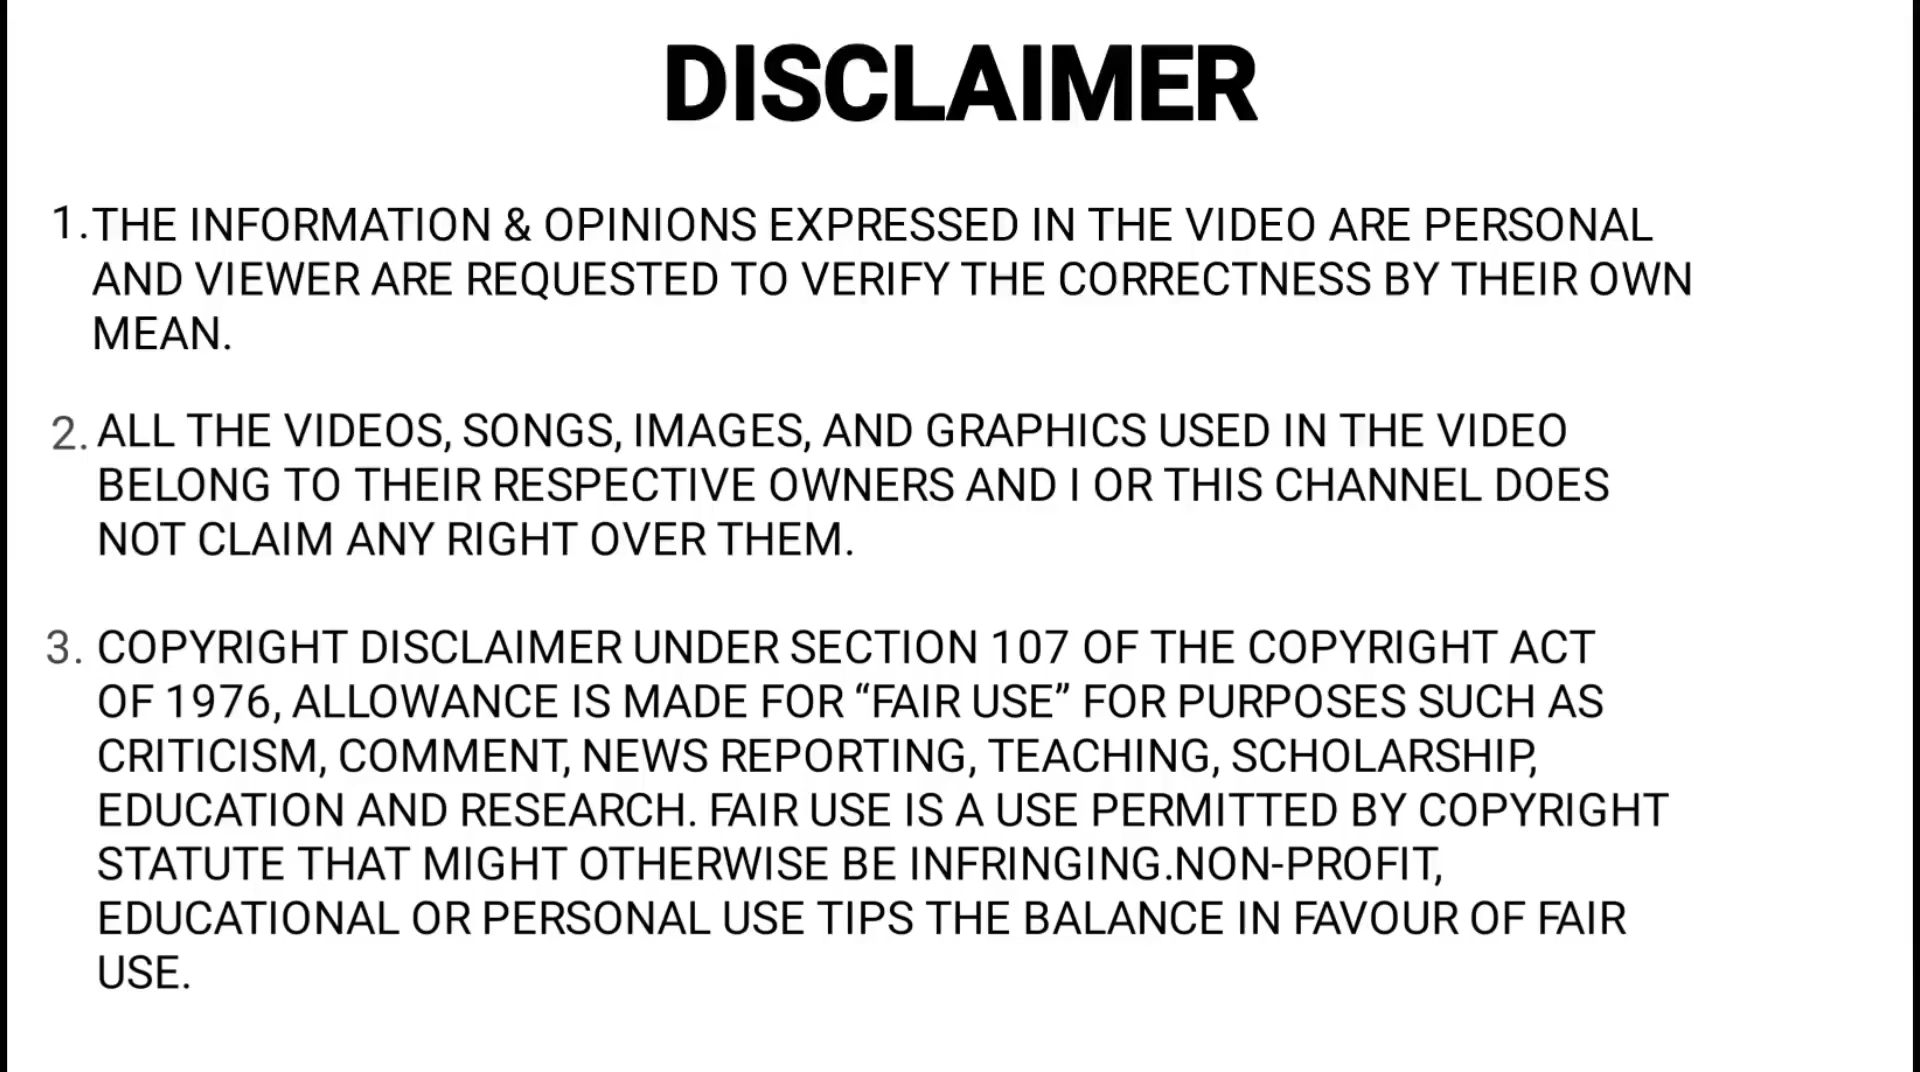 DISCLAIMER
1. THE INFORMATION & OPINIONS EXPRESSED IN THE VIDEO ARE PERSONAL
AND VIEWER ARE REQUESTED TO VERIFY THE CORRECTNESS BY THEIR OWN
MEAN.
2. ALL THE VIDEOS, SONGS, IMAGES, AND GRAPHICS USED IN THE VIDEO
BELONG TO THEIR RESPECTIVE OWNERS AND I OR THIS CHANNEL DOES
NOT CLAIM ANY RIGHT OVER THEM.
3. COPYRIGHT DISCLAIMER UNDER SECTION 107 OF THE COPYRIGHT ACT
OF 1976, ALLOWANCE IS MADE FOR “FAIR USE” FOR PURPOSES SUCH AS
CRITICISM, COMMENT, NEWS REPORTING, TEACHING, SCHOLARSHIP,
EDUCATION AND RESEARCH. FAIR USE IS A USE PERMITTED BY COPYRIGHT
STATUTE THAT MIGHT OTHERWISE BE INFRINGING.NON-PROFIT,
EDUCATIONAL OR PERSONAL USE TIPS THE BALANCE IN FAVOUR OF FAIR
USE.